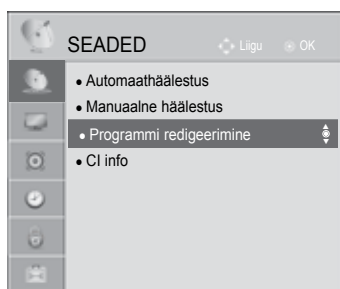 SEADED Liigu OK
• Automaathäälestus
• Manuaalne häälestus
• Programmi redigeerimine
• CI info